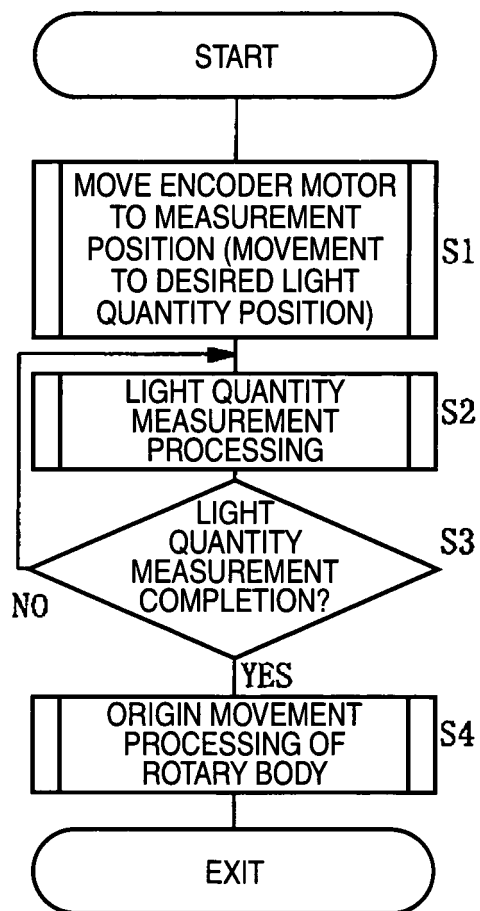 START
MOVE ENCODER MOTOR
TO MEASUREMENT
POSITION (MOVEMENT
TO DESIRED LIGHT
QUANTITY POSITION)
S1
LIGHT QUANTITY
MEASUREMENT
PROCESSING
S2
LIGHT
QUANTITY
MEASUREMENT
COMPLETION?
S3
NO
YES
ORIGIN MOVEMENT
PROCESSING OF
ROTARY BODY
S4
EXIT